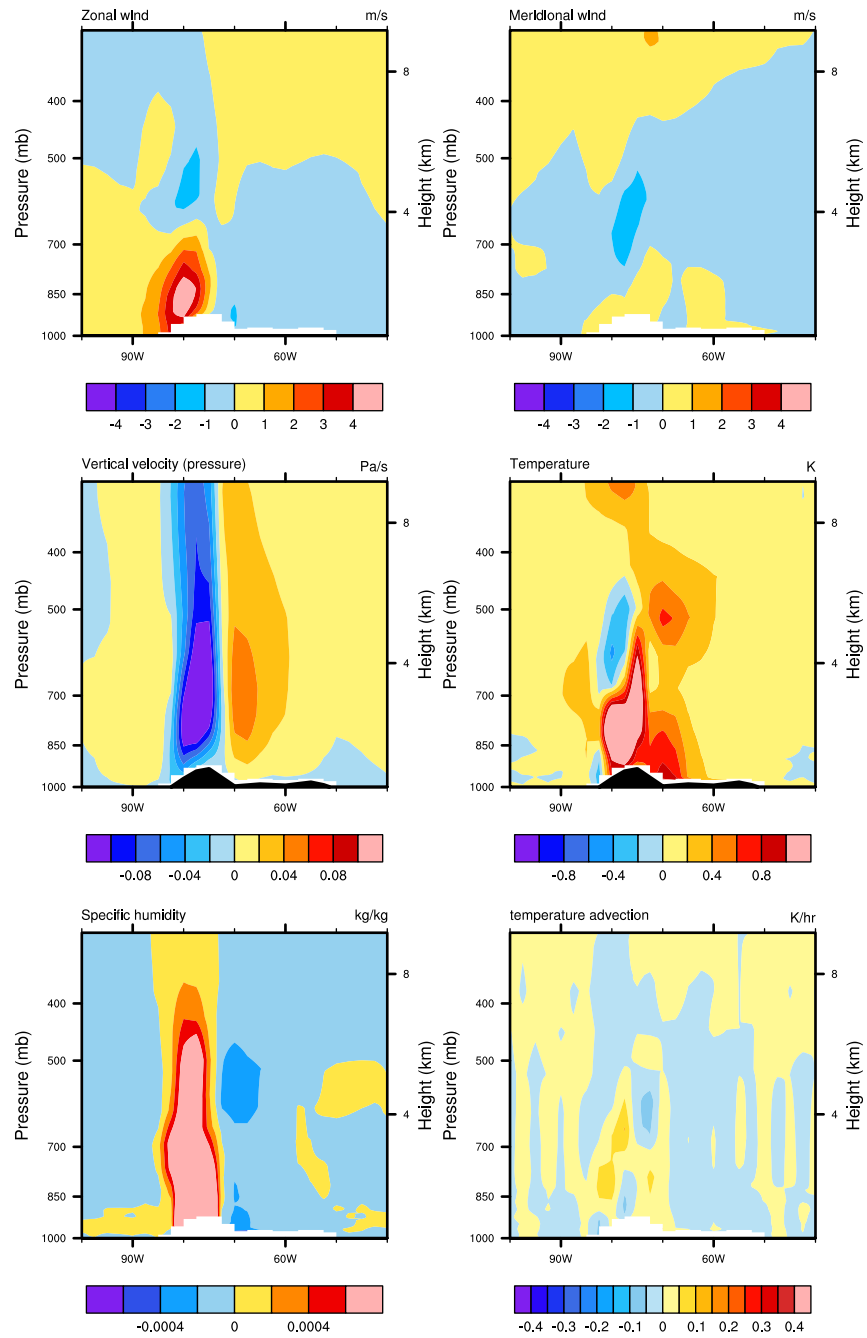 Zonal wind m/s
Pressure (mb)
400
500
700
850
1000
8
4
Height (km)
90W 60W
-4 -3 -2 -1 0 1 2 3 4
Meridional wind m/s
Pressure (mb)
400
500
700
850
1000
8
4
Height (km)
90W 60W
-4 -3 -2 -1 0 1 2 3 4
Vertical velocity (pressure) Pa/s
Pressure (mb)
400
500
700
850
1000
8
4
Height (km)
90W 60W
-0.08 -0.04 0 0.04 0.08
Temperature K
Pressure (mb)
400
500
700
850
1000
8
4
Height (km)
90W 60W
-0.8 -0.4 0 0.4 0.8
Specific humidity kg/kg
Pressure (mb)
400
500
700
850
1000
8
4
Height (km)
90W 60W
-0.0004 0 0.0004
temperature advection K/hr
Pressure (mb)
400
500
700
850
1000
8
4
Height (km)
90W 60W
-0.4 -0.3 -0.2 -0.1 0 0.1 0.2 0.3 0.4